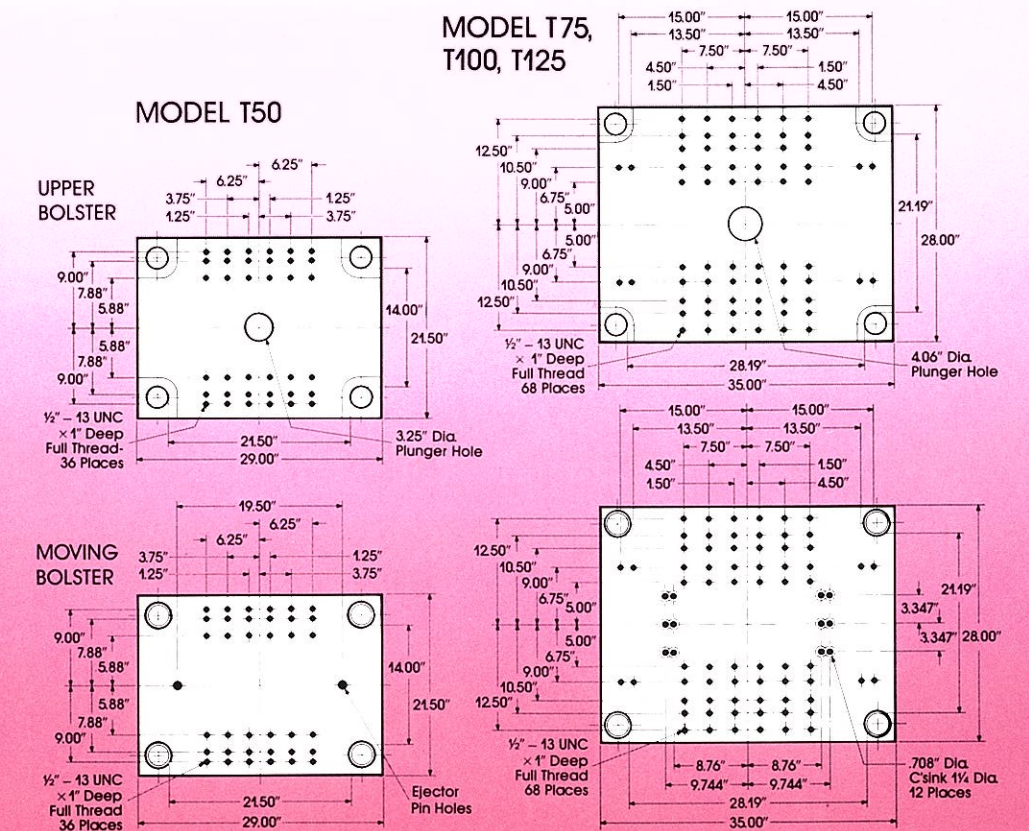 MODEL T50
UPPER
BOLSTER
6.25"
6.25"
3.75"
1.25"
1.25"
3.75"
9.00"
7.88"
5.88"
5.88"
7.88"
9.00"
14.00"
21.50"
½" – 13 UNC
× 1" Deep
Full Thread-
36 Places
21.50"
29.00"
3.25" Dia.
Plunger Hole
MOVING
BOLSTER
19.50"
6.25"
6.25"
3.75"
1.25"
1.25"
3.75"
9.00"
7.88"
5.88"
5.88"
7.88"
9.00"
14.00"
21.50"
½" – 13 UNC
× 1" Deep
Full Thread
36 Places
21.50"
29.00"
Ejector
Pin Holes
MODEL T75,
T100, T125
15.00"
15.00"
13.50"
13.50"
7.50"
7.50"
4.50"
1.50"
1.50"
4.50"
12.50"
10.50"
9.00"
6.75"
5.00"
5.00"
6.75"
9.00"
10.50"
12.50"
21.19"
28.00"
½" – 13 UNC
× 1" Deep
Full Thread
68 Places
28.19"
35.00"
4.06" Dia.
Plunger Hole
15.00"
15.00"
13.50"
13.50"
7.50"
7.50"
4.50"
1.50"
1.50"
4.50"
12.50"
10.50"
9.00"
6.75"
5.00"
5.00"
6.75"
9.00"
10.50"
12.50"
3.347"
3.347"
21.19"
28.00"
½" – 13 UNC
× 1" Deep
Full Thread
68 Places
8.76"
8.76"
9.744"
9.744"
28.19"
35.00"
.708" Dia.
C'sink 1¼ Dia.
12 Places